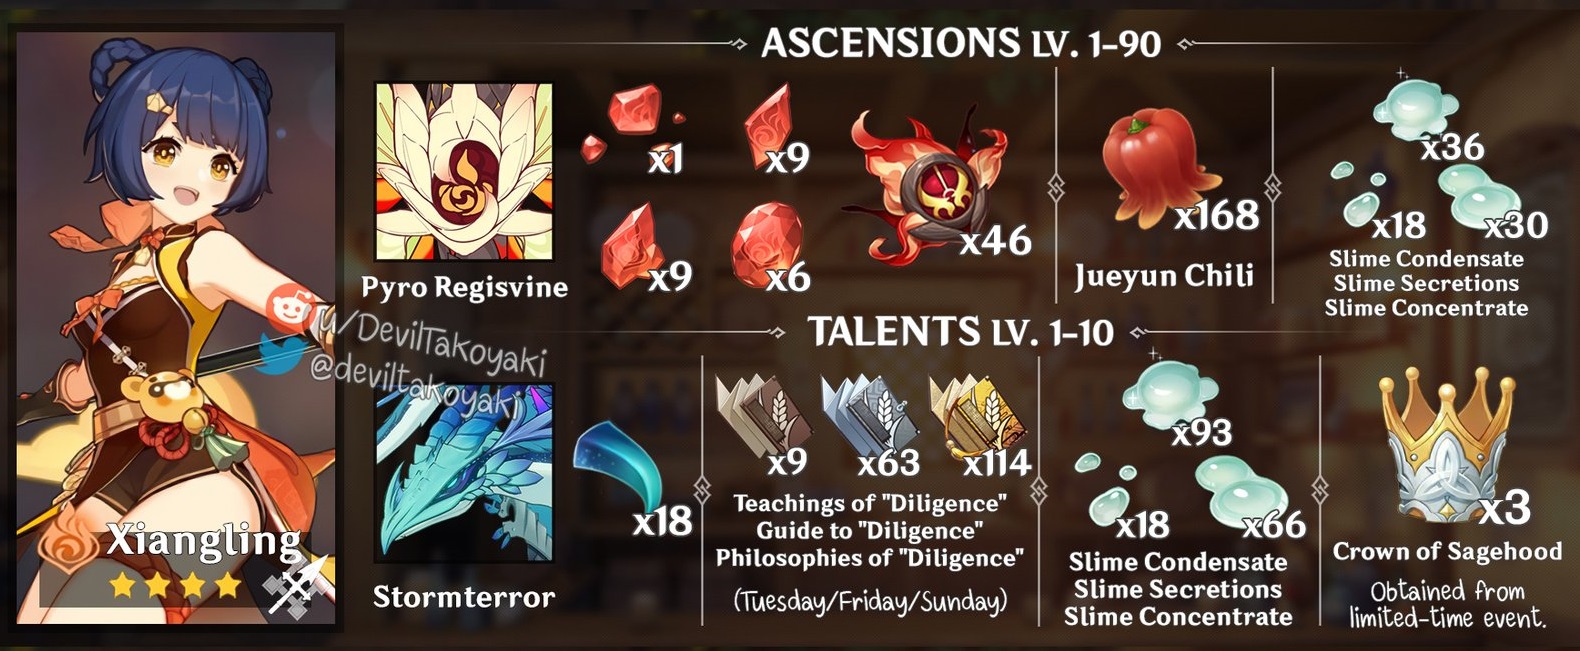 ASCENSIONS LV. 1-90
x1
x9
x9
x6
x46
x168
x36
x18
x30
Pyro Regisvine
Jueyun Chili
Slime Condensate
Slime Secretions
Slime Concentrate
u/DevilTakoyaki
@deviltakoyaki
TALENTS LV. 1-10
x18
x9
x63
x114
Teachings of "Diligence"
Guide to "Diligence"
Philosophies of "Diligence"
(Tuesday/Friday/Sunday)
x93
x18
x66
Slime Condensate
Slime Secretions
Slime Concentrate
x3
Crown of Sagehood
Obtained from
limited-time event.
Xiangling
Stormterror